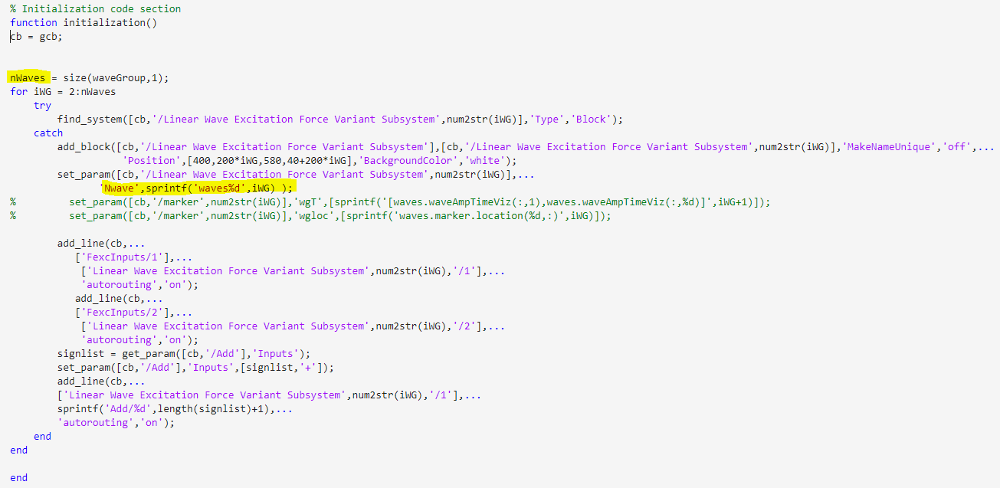 % Initialization code section
function initialization()
cb = gcb;
nWaves = size(waveGroup,1);
for iWG = 2:nWaves
try
find_system([cb,'/Linear Wave Excitation Force Variant Subsystem',num2str(iWG)],'Type','Block');
catch
add_block([cb,'/Linear Wave Excitation Force Variant Subsystem'],[cb,'/Linear Wave Excitation Force Variant Subsystem',num2str(iWG)],'MakeNameUnique','off',...
'Position',[400,200*iWG,580,40+200*iWG],'BackgroundColor','white');
set_param([cb,'/Linear Wave Excitation Force Variant Subsystem',num2str(iWG)],...
'Nwave',sprintf('waves%d',iWG) );
% set_param([cb,'/marker',num2str(iWG)],'wgT',[sprintf('[waves.waveAmpTimeViz(:,1),waves.waveAmpTimeViz(:,%d)]',iWG+1)]);
% set_param([cb,'/marker',num2str(iWG)],'wgloc',[sprintf('waves.marker.location(%d,:)',iWG)]);
add_line(cb,...
['FexcInputs/1'],...
['Linear Wave Excitation Force Variant Subsystem',num2str(iWG),'/1'],...
'autorouting','on');
add_line(cb,...
['FexcInputs/2'],...
['Linear Wave Excitation Force Variant Subsystem',num2str(iWG),'/2'],...
'autorouting','on');
signlist = get_param([cb,'/Add'],'Inputs');
set_param([cb,'/Add'],'Inputs',[signlist,'+']);
add_line(cb,...
['Linear Wave Excitation Force Variant Subsystem',num2str(iWG),'/1'],...
sprintf('Add/%d',length(signlist)+1),...
'autorouting','on');
end
end
end